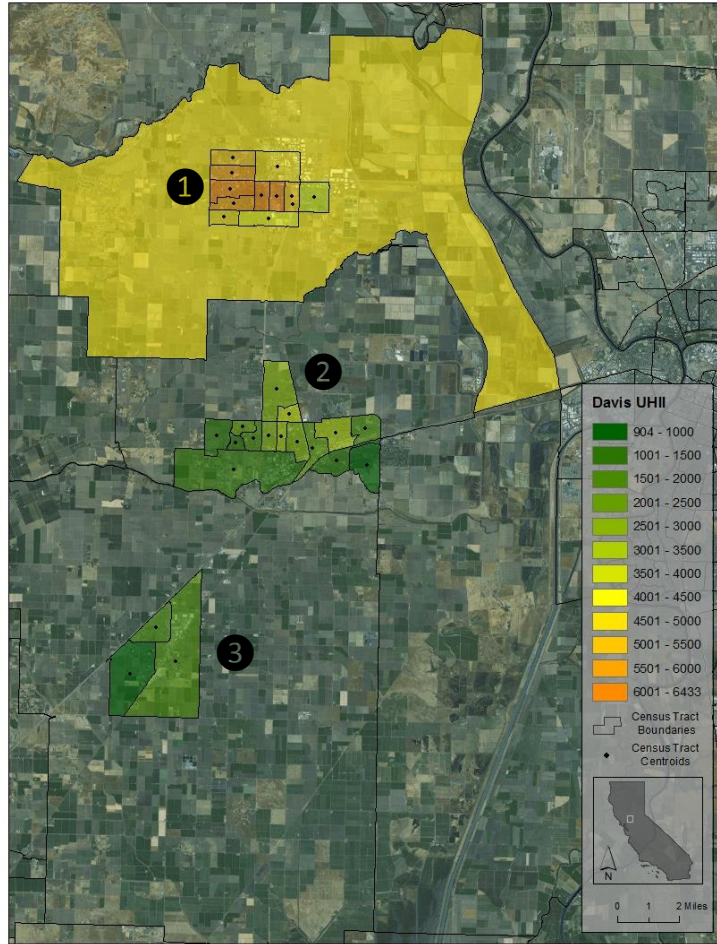 1
2
3
Davis UHII
904 - 1000
1001 - 1500
1501 - 2000
2001 - 2500
2501 - 3000
3001 - 3500
3501 - 4000
4001 - 4500
4501 - 5000
5001 - 5500
5501 - 6000
6001 - 6433
Census Tract
Boundaries
Census Tract
Centroids
N
0 1 2 Miles